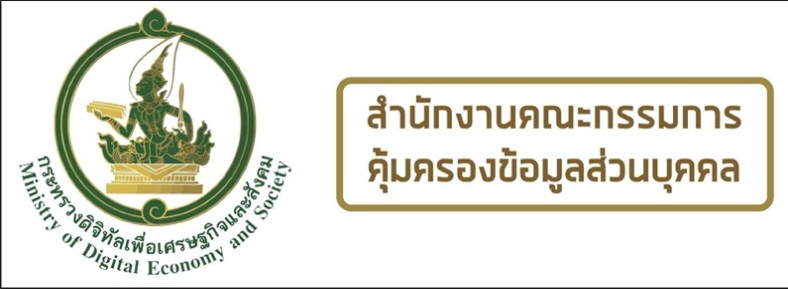 กระทรวงดิจิทัลเพื่อเศรษฐกิจและสังคม
Ministry of Digital Economy and Society
สำนักงานคณะกรรมการ
คุ้มครองข้อมูลส่วนบุคคล